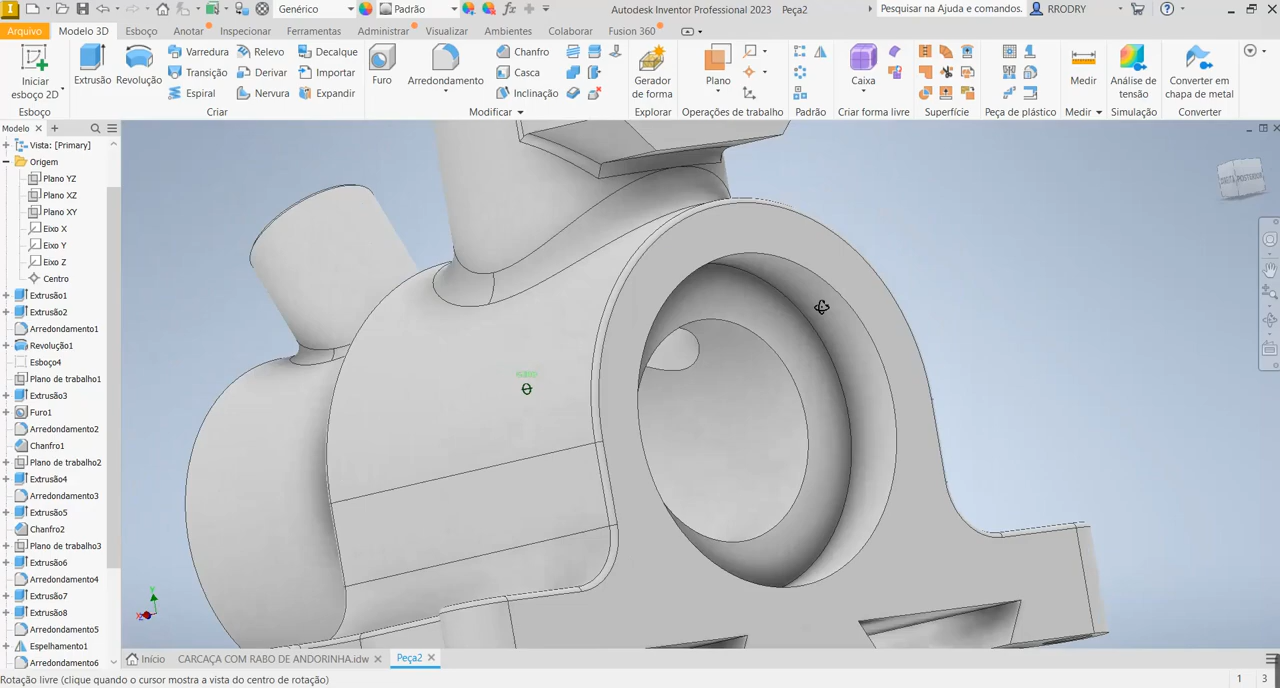 Genérico
Padrão
Autodesk Inventor Professional 2023 Peça2
Pesquisar na Ajuda e comandos.
RRODRY
Arquivo
Modelo 3D
Esboço
Anotar
Inspecionar
Ferramentas
Administrar
Visualizar
Ambientes
Colaborar
Fusion 360
Iniciar
esboço 2D
Extrusão
Revolução
Varredura
Transição
Espiral
Relevo
Derivar
Nervura
Decalque
Importar
Expandir
Furo
Arredondamento
Chanfro
Casca
Inclinação
Gerador
de forma
Plano
Caixa
Medir
Análise de
tensão
Converter em
chapa de metal
Esboço
Criar
Modificar
Explorar
Operações de trabalho
Padrão
Criar forma livre
Superfície
Peça de plástico
Medir
Simulação
Converter
Modelo
Vista: [Primary]
Origem
Plano YZ
Plano XZ
Plano XY
Eixo X
Eixo Y
Eixo Z
Centro
Extrusão1
Extrusão2
Arredondamento1
Revolução1
Esboço4
Plano de trabalho1
Extrusão3
Furo1
Arredondamento2
Chanfro1
Plano de trabalho2
Extrusão4
Arredondamento3
Extrusão5
Chanfro2
Plano de trabalho3
Extrusão6
Arredondamento4
Extrusão7
Extrusão8
Arredondamento5
Espelhamento1
Arredondamento6
Y
X
Início
CARCAÇA COM RABO DE ANDORINHA.idw
Peça2
Rotação livre (clique quando o cursor mostra a vista do centro de rotação)
1
3